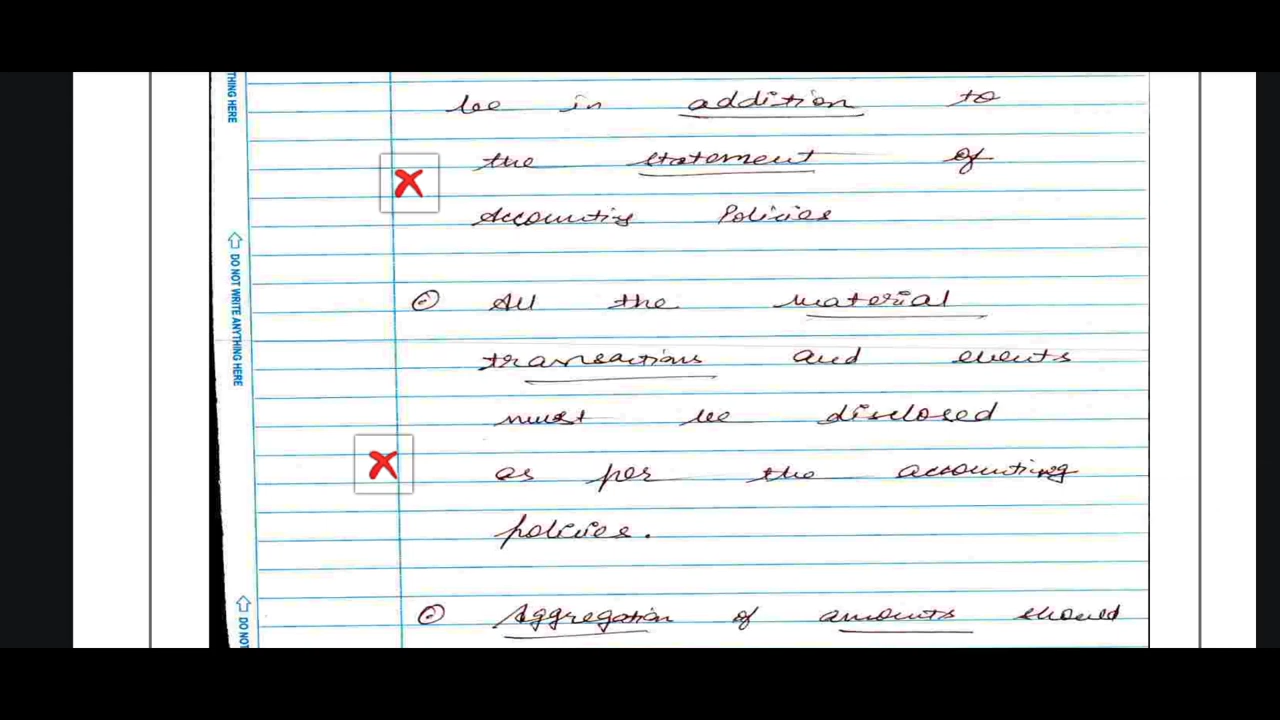 THING HERE
be in addition to
the statement of
Accounting Policies
DO NOT WRITE ANYTHING HERE
All the material
transactions and events
must be disclosed
as per the accounting
policies.
Aggregation of amounts should
DO NOT